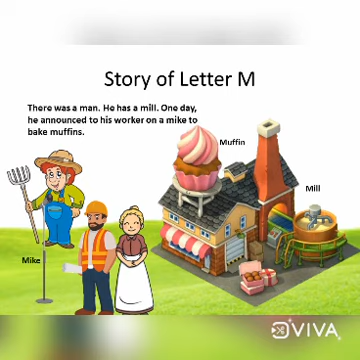 Story of Letter M
There was a man. He has a mill. One day,
he announced to his worker on a mike to
bake muffins.
Muffin
Mill
Mike
VIVA